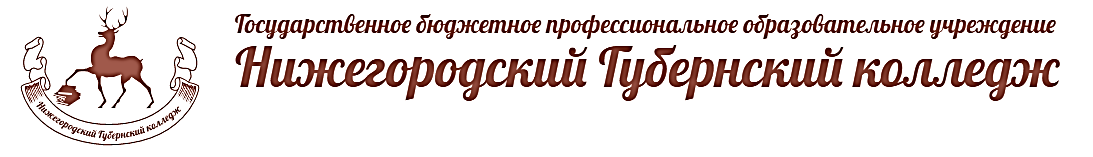 Государственное бюджетное профессиональное образовательное учреждение
Нижегородский Губернский колледж
Нижегородский Губернский колледж